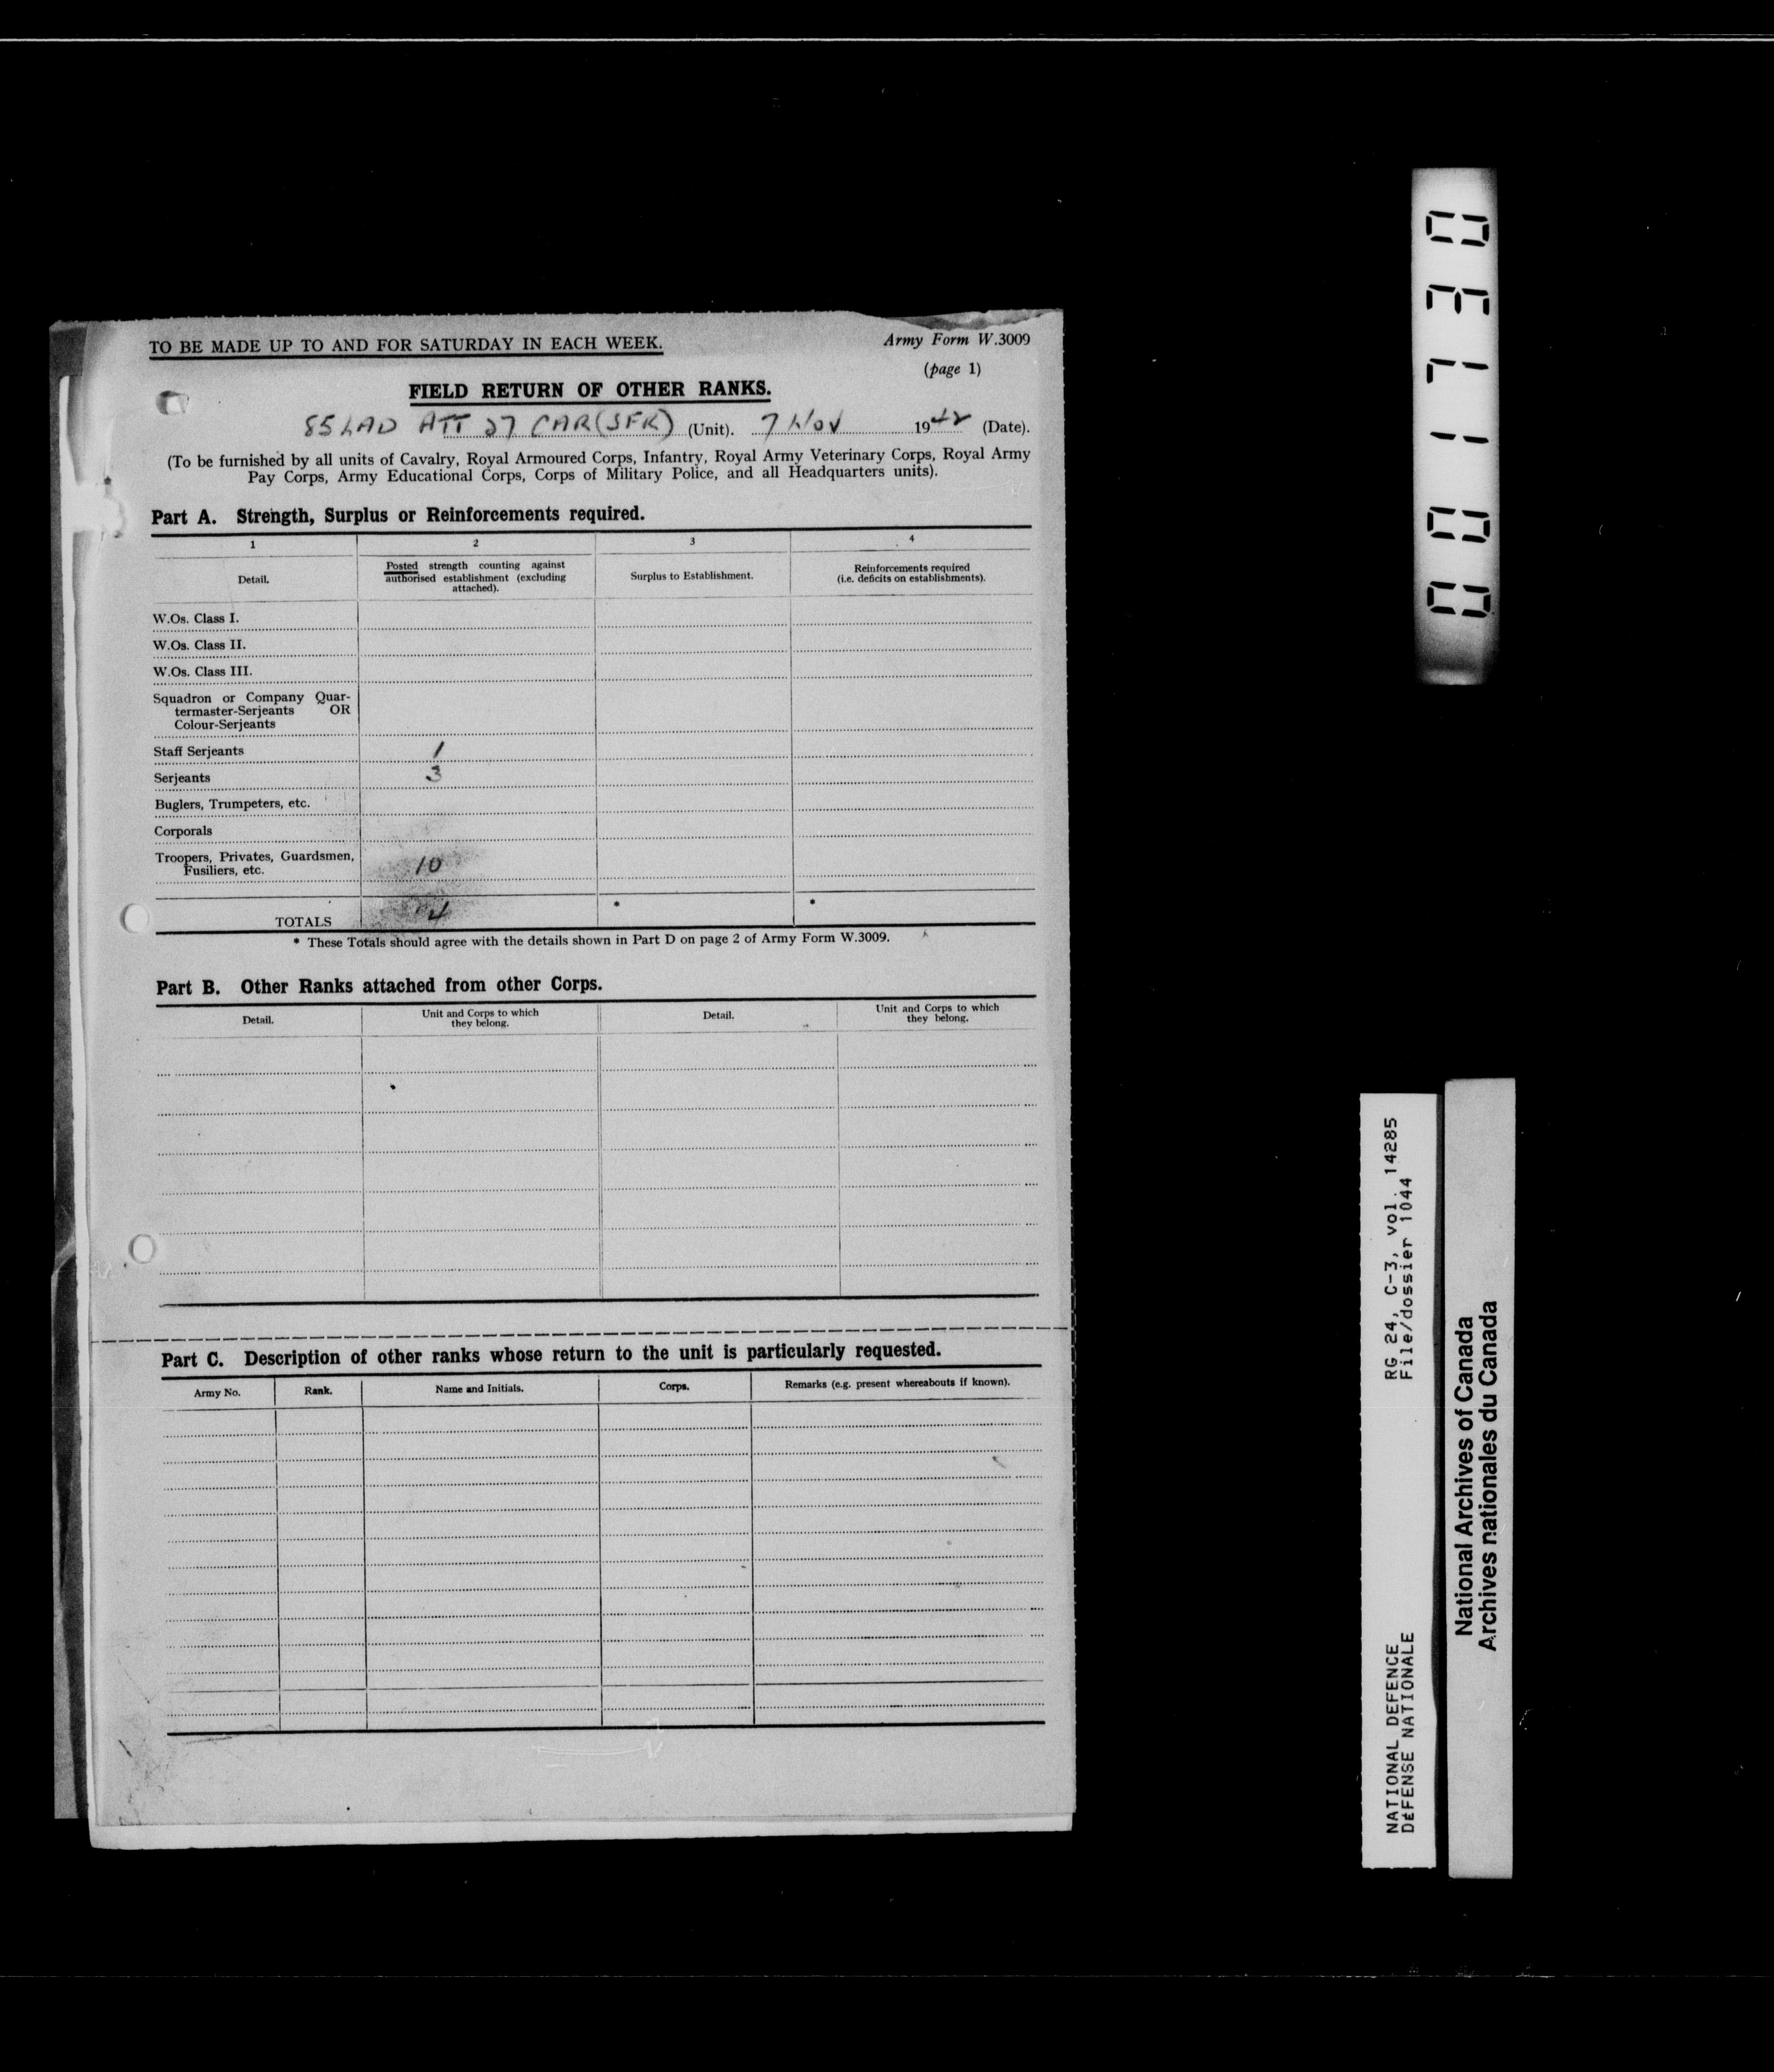 TO BE MADE UP TO AND FOR SATURDAY IN EACH WEEK.
Army Form W.3009
(page 1)
FIELD RETURN OF OTHER RANKS.
85 LAD ATT 27 CAR (SFR) (Unit). 7 Nov 1942 (Date).
(To be furnished by all units of Cavalry, Royal Armoured Corps, Infantry, Royal Army Veterinary Corps, Royal Army
Pay Corps, Army Educational Corps, Corps of Military Police, and all Headquarters units).
Part A. Strength, Surplus or Reinforcements required.
1 2 3 4
Detail.
Posted strength counting against
authorised establishment (excluding
attached).
Surplus to Establishment.
Reinforcements required
(i.e. deficits on establishments).
W.Os. Class I.
W.Os. Class II.
W.Os. Class III.
Squadron or Company Quar-
termaster-Serjeants OR
Colour-Serjeants
Staff Serjeants 1
Serjeants 3
Buglers, Trumpeters, etc.
Corporals
Troopers, Privates, Guardsmen,
Fusiliers, etc. 10
TOTALS 14 * *
* These Totals should agree with the details shown in Part D on page 2 of Army Form W.3009.
Part B. Other Ranks attached from other Corps.
Detail.
Unit and Corps to which
they belong.
Detail.
Unit and Corps to which
they belong.
Part C. Description of other ranks whose return to the unit is particularly requested.
Army No. Rank. Name and Initials. Corps. Remarks (e.g. present whereabouts if known).
001730
RG 24, C-3, vol. 14285
File/dossier 1044
NATIONAL DEFENCE
DÉFENSE NATIONALE
National Archives of Canada
Archives nationales du Canada